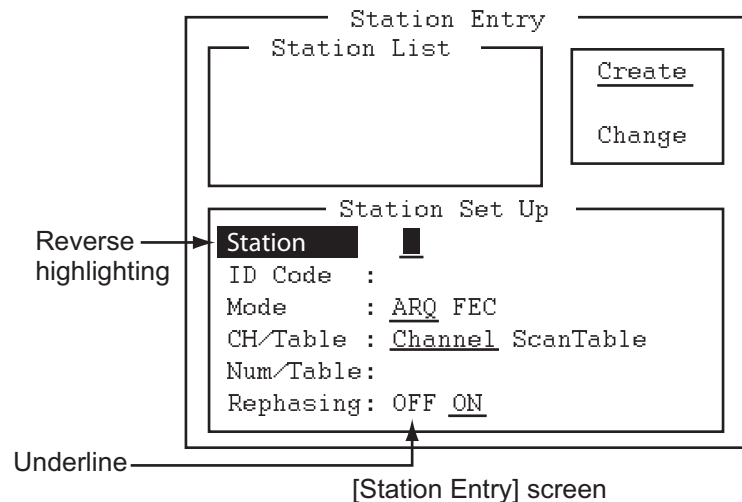 Station Entry
Station List
Create
Change
Station Set Up
Reverse
highlighting
Station
ID Code :
Mode : ARQ FEC
CH/Table : Channel ScanTable
Num/Table:
Rephasing: OFF ON
Underline
[Station Entry] screen